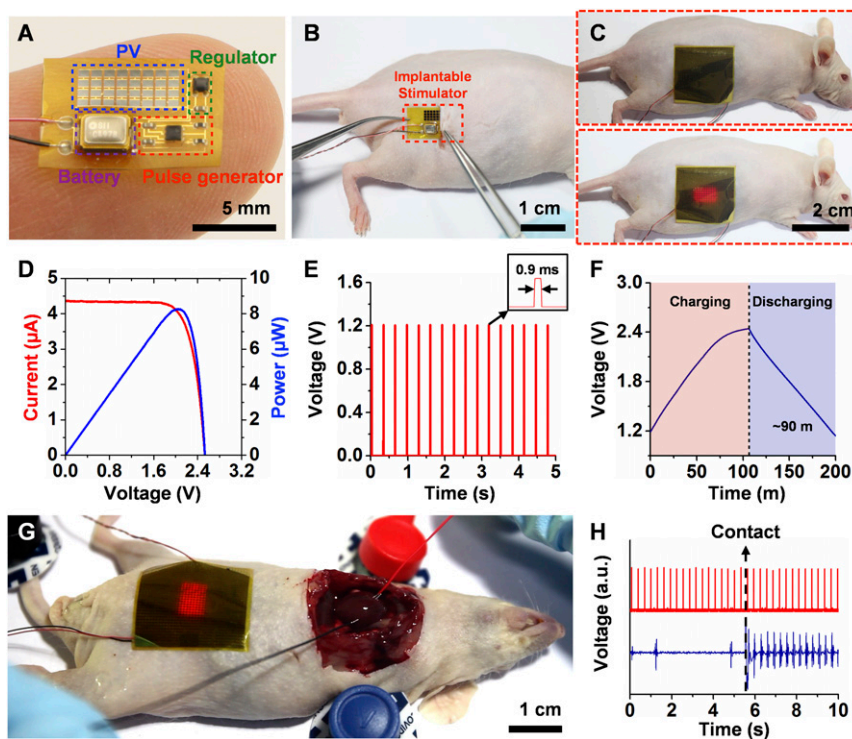 A
PV
Regulator
Battery
Pulse generator
5 mm
B
Implantable
Stimulator
1 cm
C
2 cm
D
Current (μA)
5
4
3
2
1
0
0.0 0.8 1.6 2.4 3.2
Voltage (V)
10
8
6
4
2
0
Power (μW)
E
0.9 ms
Voltage (V)
1.6
1.2
0.8
0.4
0.0
0 1 2 3 4 5
Time (s)
F
Charging
Discharging
~90 m
Voltage (V)
3.0
2.4
1.8
1.2
0 50 100 150 200
Time (m)
G
1 cm
H
Contact
Voltage (a.u.)
0 2 4 6 8 10
Time (s)